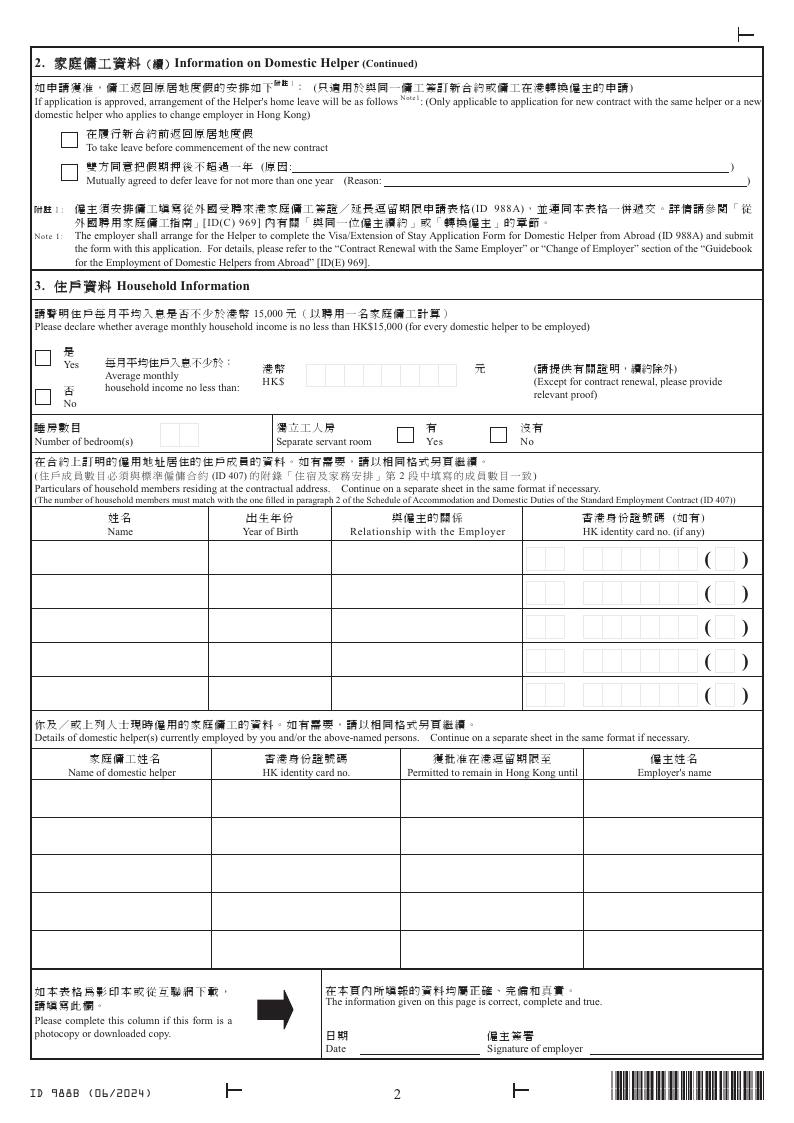 2. 家庭傭工資料（續）Information on Domestic Helper (Continued)
如申請獲准，傭工返回原居地度假的安排如下附註1：（只適用於與同一傭工簽訂新合約或傭工在港轉換僱主的申請）
If application is approved, arrangement of the Helper's home leave will be as follows Note1: (Only applicable to application for new contract with the same helper or a new
domestic helper who applies to change employer in Hong Kong)
在履行新合約前返回原居地度假
To take leave before commencement of the new contract
雙方同意把假期押後不超過一年 (原因: )
Mutually agreed to defer leave for not more than one year (Reason: )
附註 1: 僱主須安排傭工填寫從外國受聘來港家庭傭工簽證／延長逗留期限申請表格(ID 988A)，並連同本表格一併遞交。詳情請參閱「從
外國聘用家庭傭工指南」[ID(C) 969] 內有關「與同一位僱主續約」或「轉換僱主」的章節。
Note 1: The employer shall arrange for the Helper to complete the Visa/Extension of Stay Application Form for Domestic Helper from Abroad (ID 988A) and submit
the form with this application. For details, please refer to the “Contract Renewal with the Same Employer” or “Change of Employer” section of the “Guidebook
for the Employment of Domestic Helpers from Abroad” [ID(E) 969].
3. 住戶資料 Household Information
請聲明住戶每月平均入息是否不少於港幣 15,000 元（以聘用一名家庭傭工計算）
Please declare whether average monthly household income is no less than HK$15,000 (for every domestic helper to be employed)
是
Yes
否
No
每月平均住戶入息不少於：
Average monthly
household income no less than:
港幣
HK$
元
(請提供有關證明，續約除外)
(Except for contract renewal, please provide
relevant proof)
睡房數目
Number of bedroom(s)
獨立工人房
Separate servant room
有
Yes
沒有
No
在合約上訂明的僱用地址居住的住戶成員的資料。如有需要，請以相同格式另頁繼續。
(住戶成員數目必須與標準僱傭合約 (ID 407) 的附錄「住宿及家務安排」第 2 段中填寫的成員數目一致)
Particulars of household members residing at the contractual address. Continue on a separate sheet in the same format if necessary.
(The number of household members must match with the one filled in paragraph 2 of the Schedule of Accommodation and Domestic Duties of the Standard Employment Contract (ID 407))
姓名
Name
出生年份
Year of Birth
與僱主的關係
Relationship with the Employer
香港身份證號碼 (如有)
HK identity card no. (if any)
( )
( )
( )
( )
( )
你及／或上列人士現時僱用的家庭傭工的資料。如有需要，請以相同格式另頁繼續。
Details of domestic helper(s) currently employed by you and/or the above-named persons. Continue on a separate sheet in the same format if necessary.
家庭傭工姓名
Name of domestic helper
香港身份證號碼
HK identity card no.
獲批准在港逗留期限至
Permitted to remain in Hong Kong until
僱主姓名
Employer's name
如本表格為影印本或從互聯網下載，
請填寫此欄。
Please complete this column if this form is a
photocopy or downloaded copy.
在本頁內所填報的資料均屬正確、完備和真實。
The information given on this page is correct, complete and true.
日期
Date
僱主簽署
Signature of employer
ID 988B (06/2024)
2